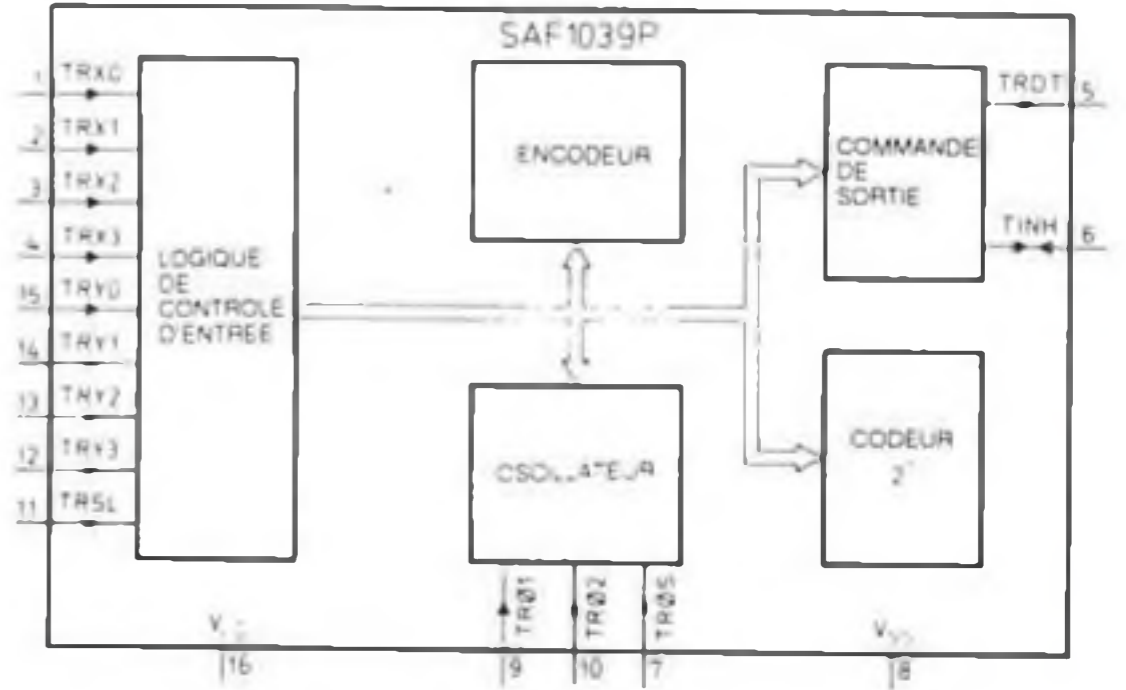 SAF1039P
1 TRX0
2 TRX1
3 TRX2
4 TRX3
15 TRY0
14 TRY1
13 TRY2
12 TRY3
11 TRSL
LOGIQUE
DE
CONTROLE
D'ENTREE
ENCODEUR
OSCILLATEUR
COMMANDE
DE
SORTIE
CODEUR
TRDT 5
TINH 6
TRØ1
TRØ2
TRØS
16
9
10
7
8